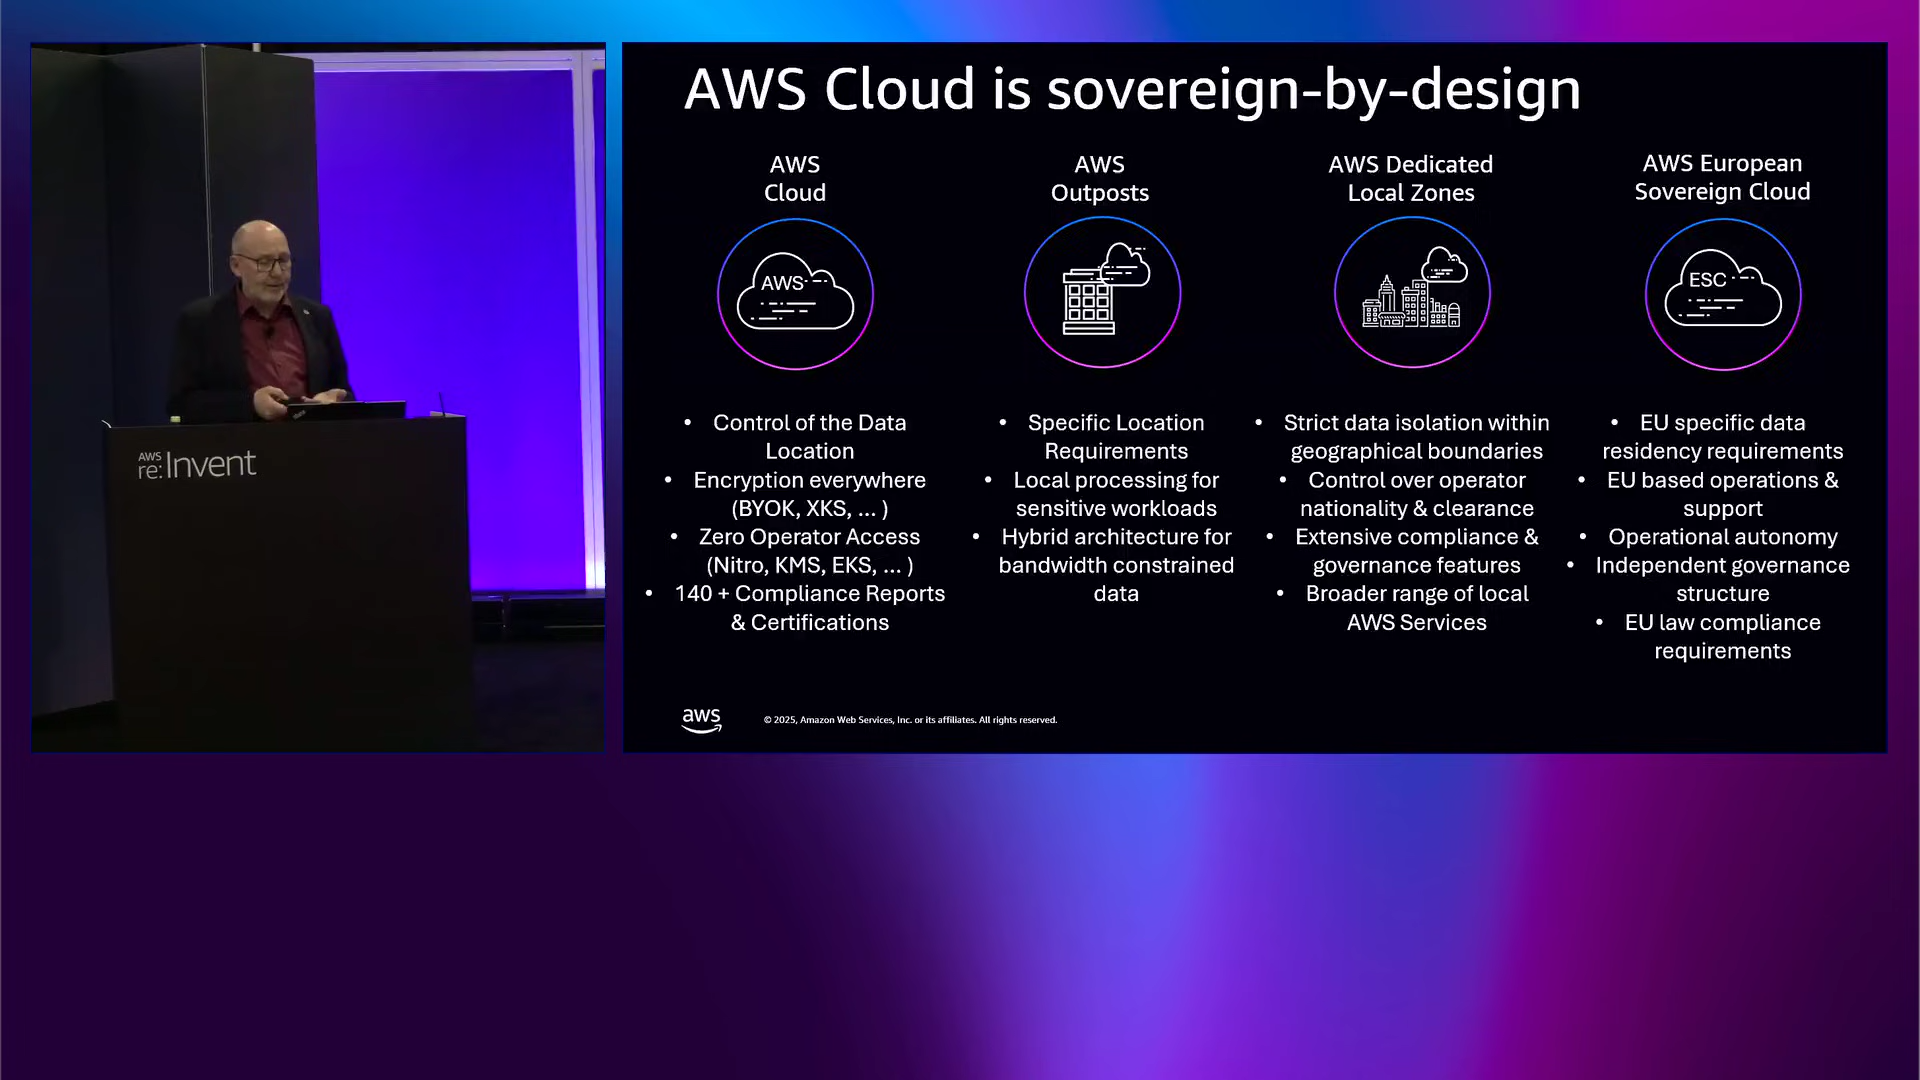 AWS
re:Invent
AWS Cloud is sovereign-by-design
AWS
Cloud
AWS
• Control of the Data
Location
• Encryption everywhere
(BYOK, XKS, ... )
• Zero Operator Access
(Nitro, KMS, EKS, ... )
• 140 + Compliance Reports
& Certifications
AWS
Outposts
• Specific Location
Requirements
• Local processing for
sensitive workloads
• Hybrid architecture for
bandwidth constrained
data
AWS Dedicated
Local Zones
• Strict data isolation within
geographical boundaries
• Control over operator
nationality & clearance
• Extensive compliance &
governance features
• Broader range of local
AWS Services
AWS European
Sovereign Cloud
ESC
• EU specific data
residency requirements
• EU based operations &
support
• Operational autonomy
• Independent governance
structure
• EU law compliance
requirements
aws
© 2025, Amazon Web Services, Inc. or its affiliates. All rights reserved.